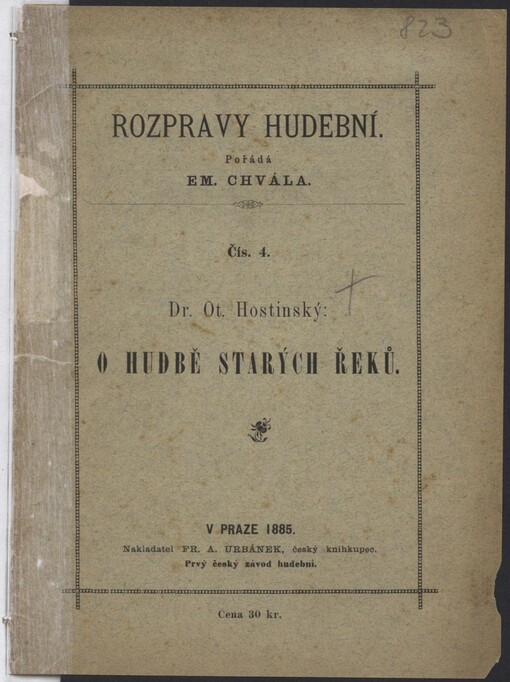 823
ROZPRAVY HUDEBNÍ.
Pořádá
EM. CHVÁLA.
Čís. 4.
Dr. Ot. Hostinský:
O HUDBĚ STARÝCH ŘEKŮ.
V PRAZE 1885.
Nakladatel FR. A. URBÁNEK, český knihkupec.
Prvý český závod hudební.
Cena 30 kr.